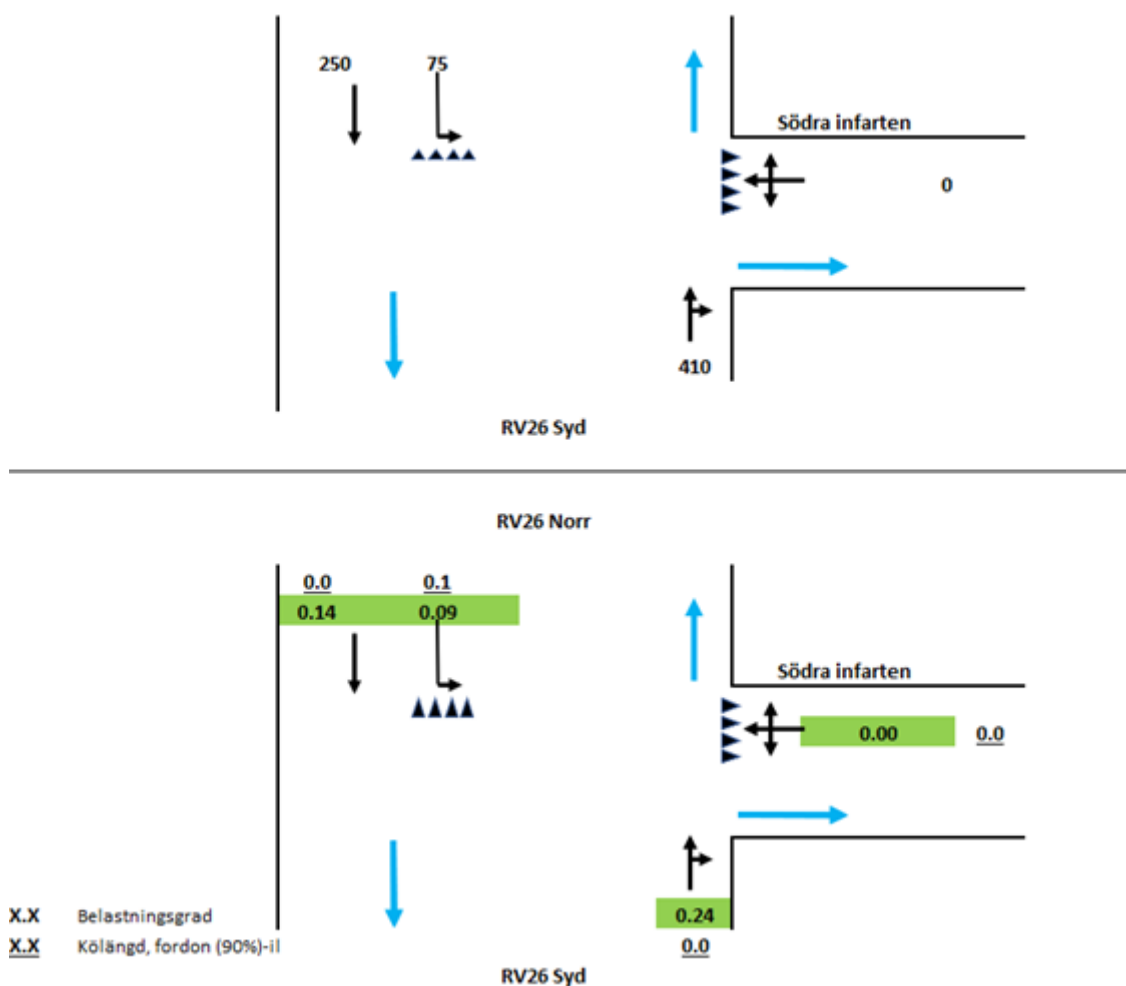 250 75
Södra infarten
0
410
RV26 Syd
RV26 Norr
0.0 0.1
0.14 0.09
Södra infarten
0.00 0.0
0.24
X.X Belastningsgrad
0.0
X.X Kölängd, fordon (90%)-il
RV26 Syd